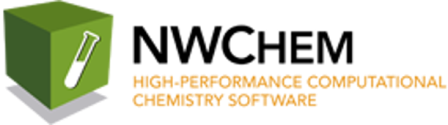 NWCHEM
HIGH-PERFORMANCE COMPUTATIONAL
CHEMISTRY SOFTWARE